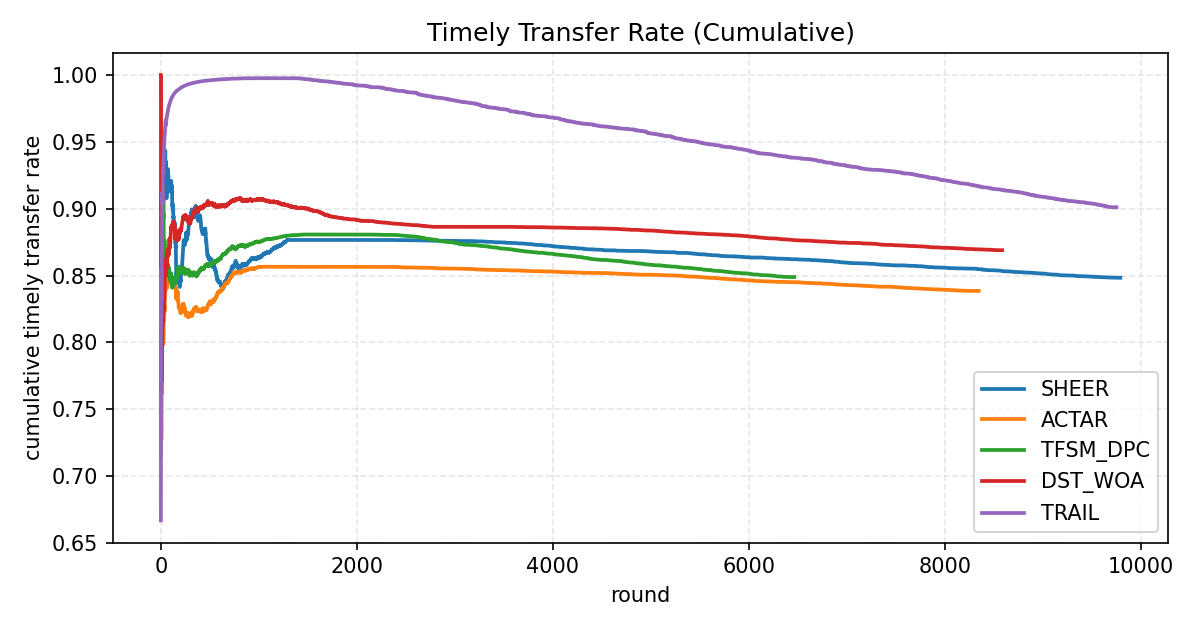 Timely Transfer Rate (Cumulative)
cumulative timely transfer rate
1.00
0.95
0.90
0.85
0.80
0.75
0.70
0.65
0
2000
4000
6000
8000
10000
round
SHEER
ACTAR
TFSM_DPC
DST_WOA
TRAIL